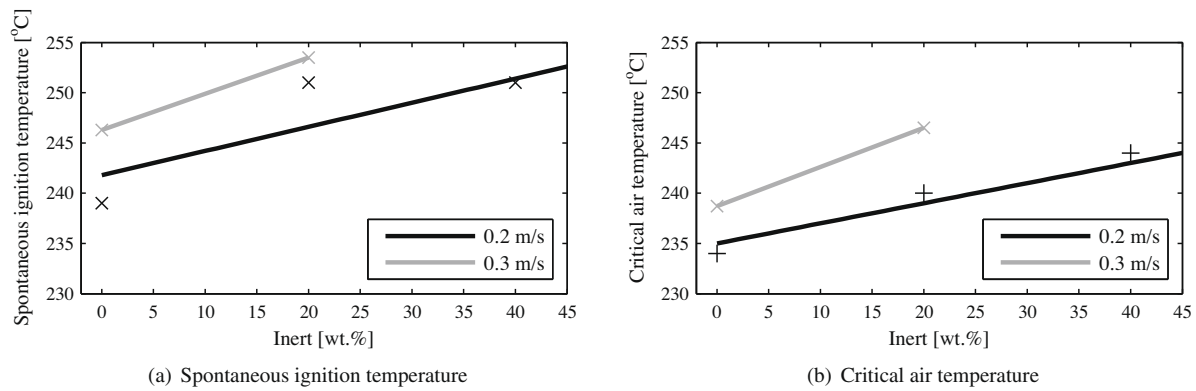 Spontaneous ignition temperature [°C]
255
250
245
240
235
230
0 5 10 15 20 25 30 35 40 45
Inert [wt.%]
0.2 m/s
0.3 m/s
(a) Spontaneous ignition temperature
Critical air temperature [°C]
255
250
245
240
235
230
0 5 10 15 20 25 30 35 40 45
Inert [wt.%]
0.2 m/s
0.3 m/s
(b) Critical air temperature